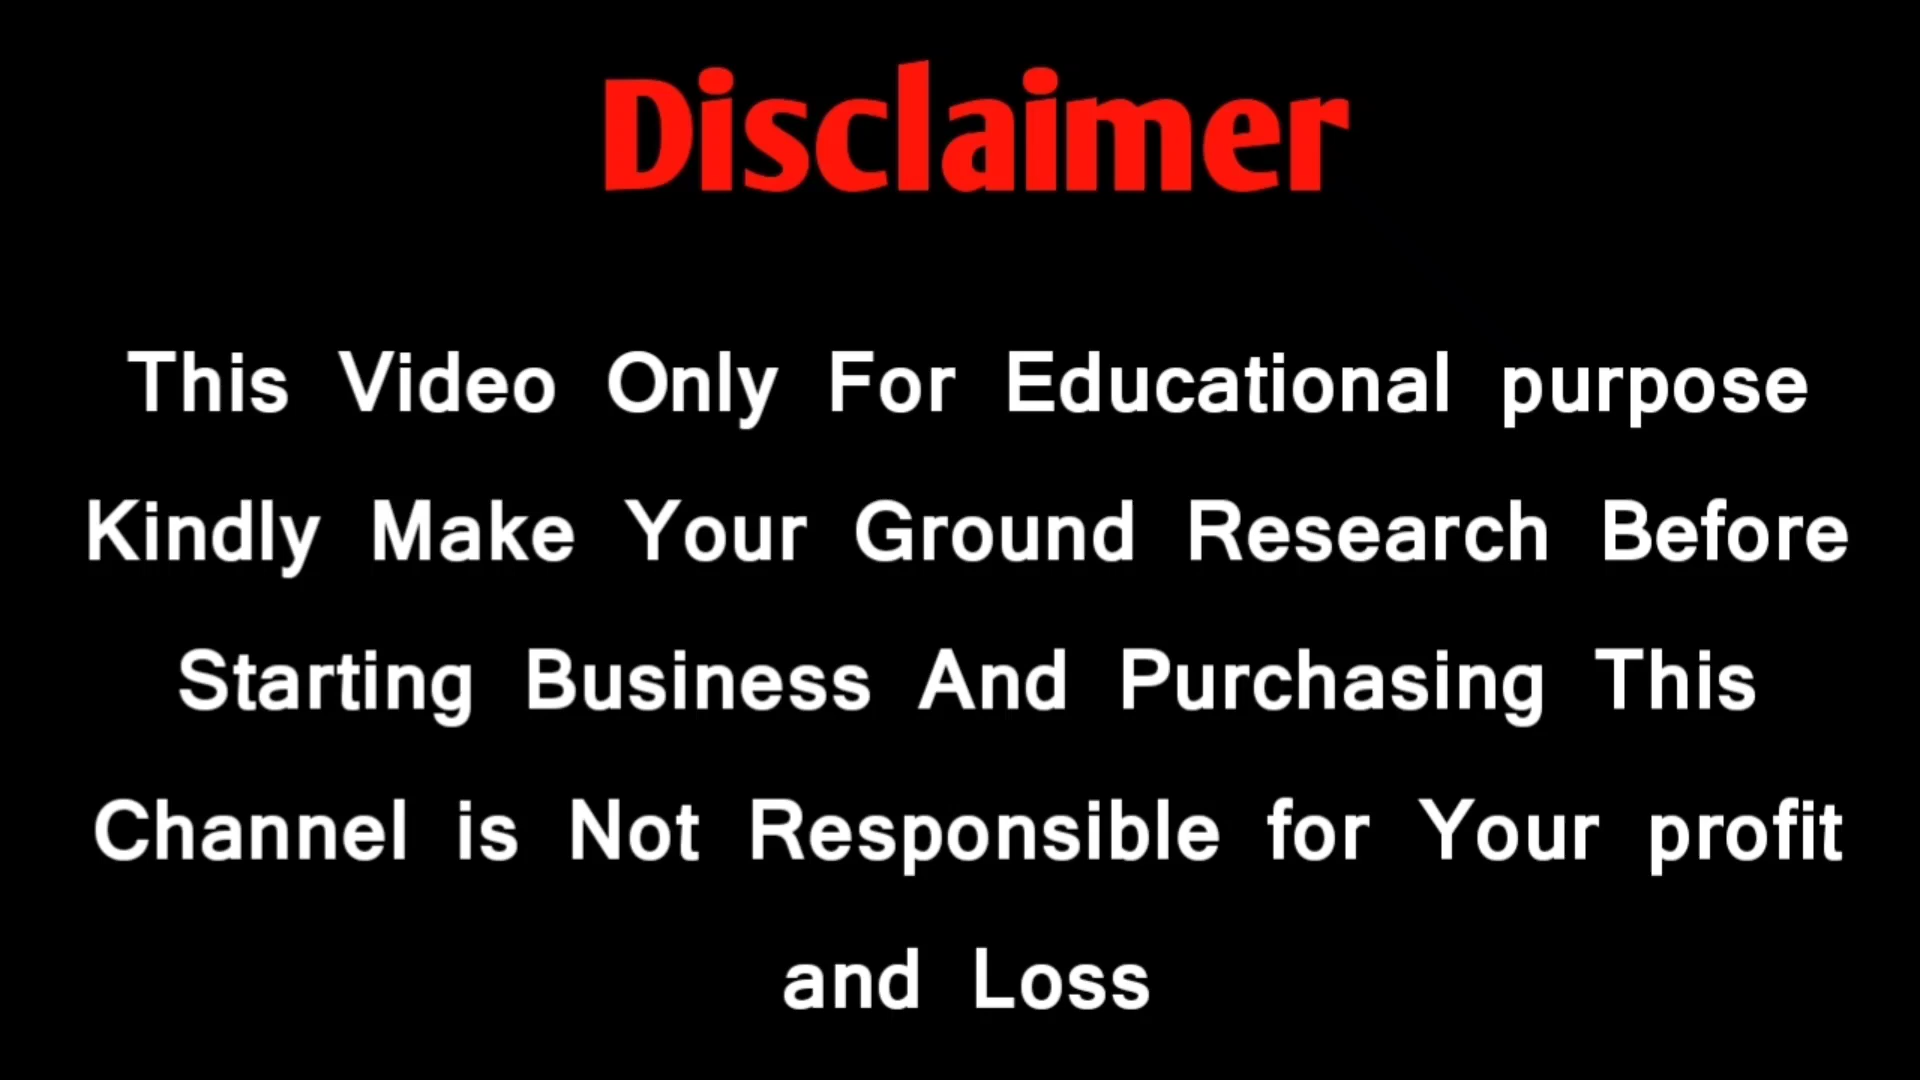 Disclaimer
This Video Only For Educational purpose
Kindly Make Your Ground Research Before
Starting Business And Purchasing This
Channel is Not Responsible for Your profit
and Loss